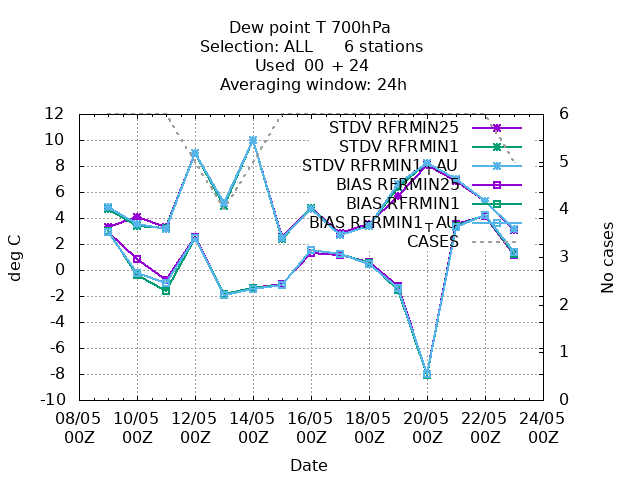 Dew point T 700hPa
Selection: ALL      6 stations
Used  00 + 24
Averaging window: 24h
12
10
8
6
4
2
0
-2
-4
-6
-8
-10
6
5
4
3
2
1
0
deg C
No cases
STDV RFRMIN25
STDV RFRMIN1
STDV RFRMIN1_AU
BIAS RFRMIN25
BIAS RFRMIN1
BIAS RFRMIN1_AU
CASES
08/05 10/05 12/05 14/05 16/05 18/05 20/05 22/05 24/05
00Z 00Z 00Z 00Z 00Z 00Z 00Z 00Z 00Z
Date